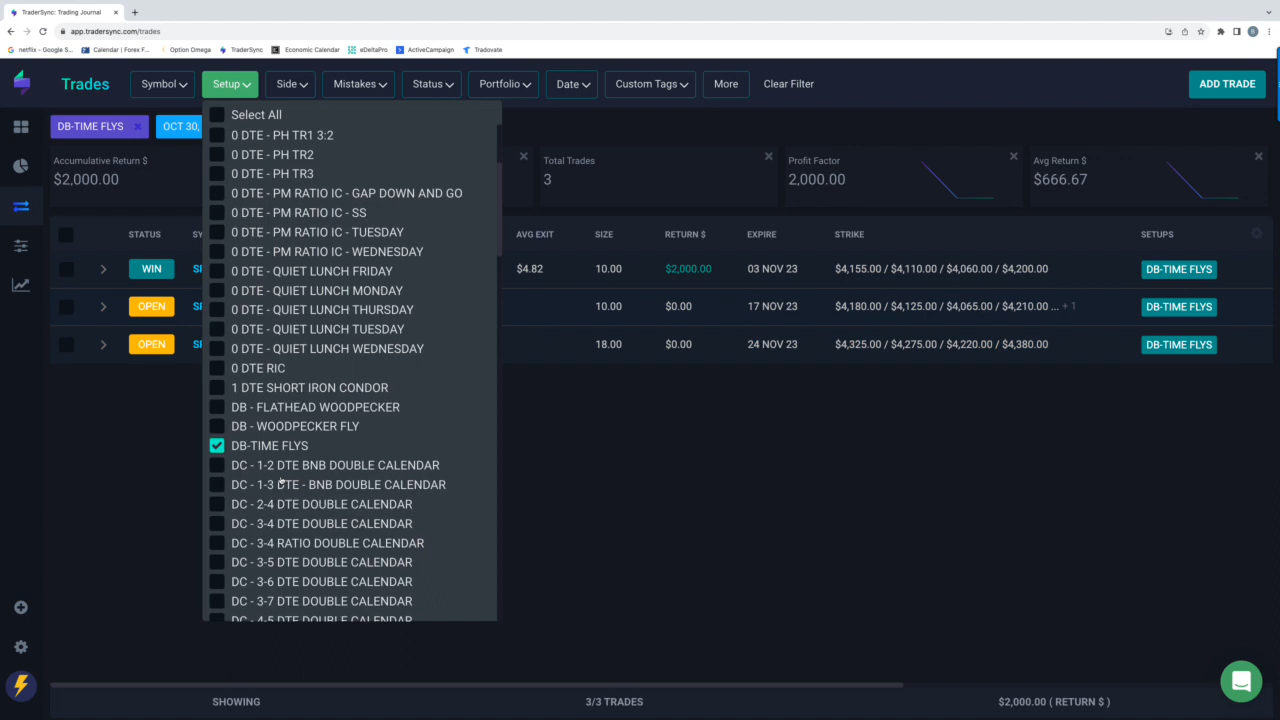 TraderSync: Trading Journal
app.tradersync.com/trades
netflix - Google S...
Calendar | Forex F...
Option Omega
TraderSync
Economic Calendar
eDeltaPro
ActiveCampaign
Tradovate
Trades
Symbol
Setup
Side
Mistakes
Status
Portfolio
Date
Custom Tags
More
Clear Filter
ADD TRADE
DB-TIME FLYS
OCT 30,
Accumulative Return $
$2,000.00
Total Trades
3
Profit Factor
2,000.00
Avg Return $
$666.67
Select All
0 DTE - PH TR1 3:2
0 DTE - PH TR2
0 DTE - PH TR3
0 DTE - PM RATIO IC - GAP DOWN AND GO
0 DTE - PM RATIO IC - SS
0 DTE - PM RATIO IC - TUESDAY
0 DTE - PM RATIO IC - WEDNESDAY
0 DTE - QUIET LUNCH FRIDAY
0 DTE - QUIET LUNCH MONDAY
0 DTE - QUIET LUNCH THURSDAY
0 DTE - QUIET LUNCH TUESDAY
0 DTE - QUIET LUNCH WEDNESDAY
0 DTE RIC
1 DTE SHORT IRON CONDOR
DB - FLATHEAD WOODPECKER
DB - WOODPECKER FLY
DB-TIME FLYS
DC - 1-2 DTE BNB DOUBLE CALENDAR
DC - 1-3 DTE - BNB DOUBLE CALENDAR
DC - 2-4 DTE DOUBLE CALENDAR
DC - 3-4 DTE DOUBLE CALENDAR
DC - 3-4 RATIO DOUBLE CALENDAR
DC - 3-5 DTE DOUBLE CALENDAR
DC - 3-6 DTE DOUBLE CALENDAR
DC - 3-7 DTE DOUBLE CALENDAR
DC - 4-5 DTE DOUBLE CALENDAR
STATUS SY AVG EXIT SIZE RETURN $ EXPIRE STRIKE SETUPS
WIN SP $4.82 10.00 $2,000.00 03 NOV 23 $4,155.00 / $4,110.00 / $4,060.00 / $4,200.00 DB-TIME FLYS
OPEN SP 10.00 $0.00 17 NOV 23 $4,180.00 / $4,125.00 / $4,065.00 / $4,210.00 ... + 1 DB-TIME FLYS
OPEN SP 18.00 $0.00 24 NOV 23 $4,325.00 / $4,275.00 / $4,220.00 / $4,380.00 DB-TIME FLYS
SHOWING 3/3 TRADES $2,000.00 ( RETURN $ )